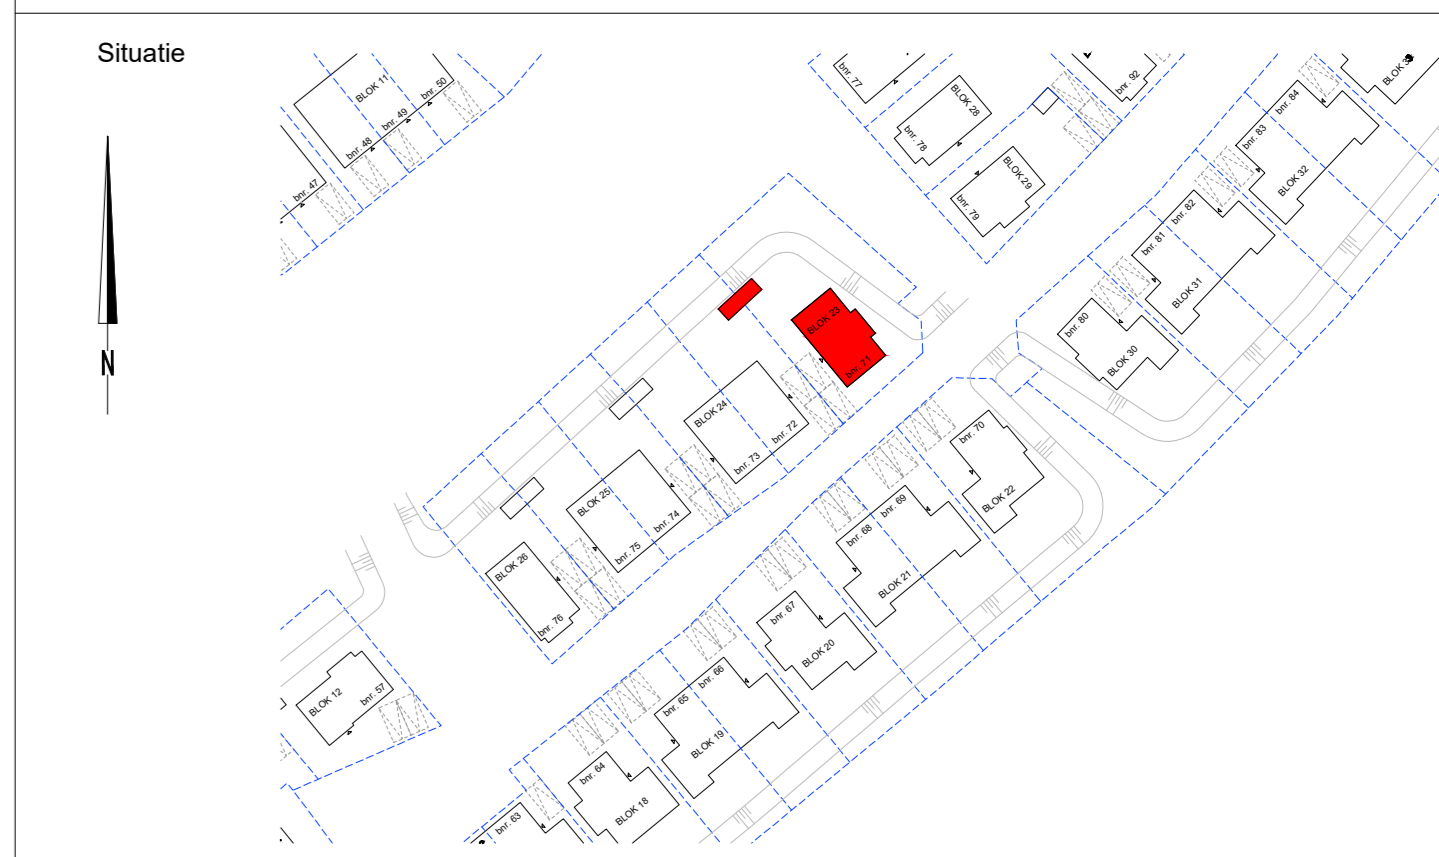 Situatie
N
BLOK 11
bnr. 50
bnr. 49
bnr. 48
bnr. 47
bnr. 77
BLOK 28
bnr. 78
bnr. 92
BLOK 29
bnr. 79
bnr. 84
bnr. 83
BLOK 32
bnr. 82
bnr. 81
BLOK 31
bnr. 80
BLOK 30
BLOK 23
bnr. 71
BLOK 24
bnr. 72
bnr. 73
BLOK 25
bnr. 74
bnr. 75
BLOK 26
bnr. 76
bnr. 70
BLOK 22
bnr. 69
bnr. 68
BLOK 21
bnr. 67
BLOK 20
bnr. 66
bnr. 65
BLOK 19
bnr. 64
BLOK 18
bnr. 63
BLOK 12
bnr. 57